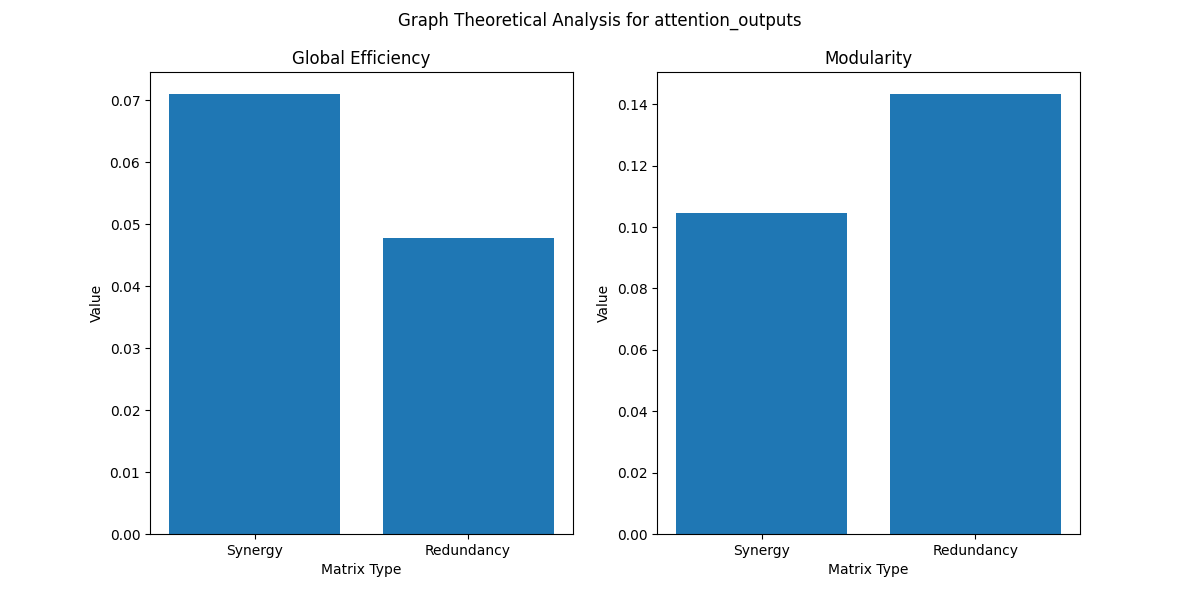 Graph Theoretical Analysis for attention_outputs
Global Efficiency
Value
0.07
0.06
0.05
0.04
0.03
0.02
0.01
0.00
Synergy
Redundancy
Matrix Type
Modularity
Value
0.14
0.12
0.10
0.08
0.06
0.04
0.02
0.00
Synergy
Redundancy
Matrix Type